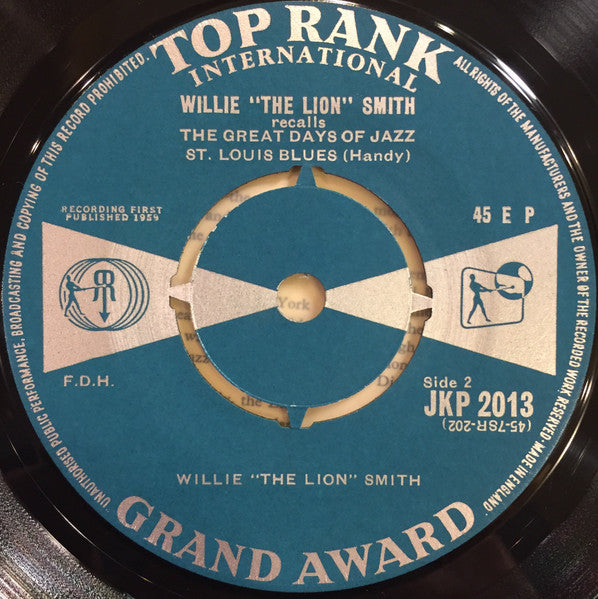 TOP RANK
INTERNATIONAL
WILLIE "THE LION" SMITH
recalls
THE GREAT DAYS OF JAZZ
ST. LOUIS BLUES (Handy)
RECORDING FIRST
PUBLISHED 1959
45 E P
York
F.D.H.
Side 2
JKP 2013
(45-7SR-202)
WILLIE "THE LION" SMITH
GRAND AWARD
ALL RIGHTS OF THE MANUFACTURERS AND THE OWNER OF THE RECORDED WORK RESERVED - MADE IN ENGLAND
UNAUTHORISED PUBLIC PERFORMANCE, BROADCASTING AND COPYING OF THIS RECORD PROHIBITED.